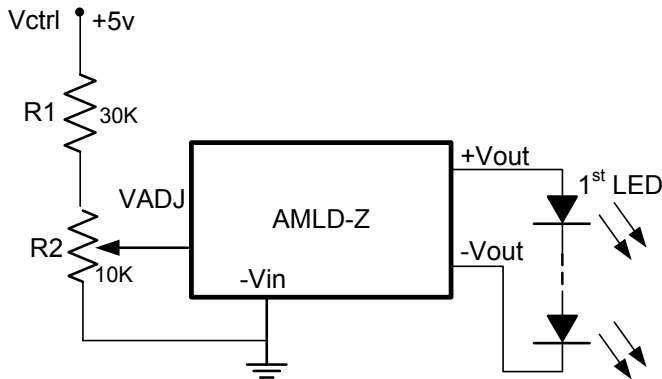 Vctrl +5v
R1 30K
VADJ
R2 10K
AMLD-Z
-Vin
+Vout
-Vout
1st LED